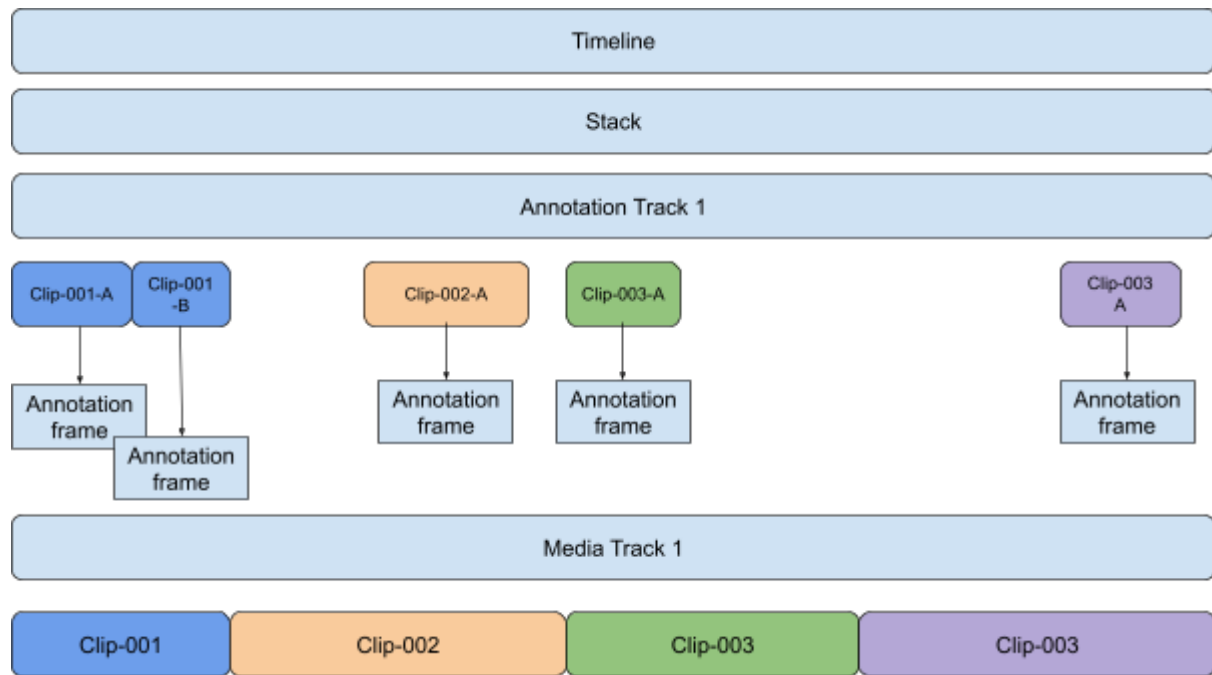 Timeline
Stack
Annotation Track 1
Clip-001-A
Clip-001
-B
Clip-002-A
Clip-003-A
Clip-003
A
Annotation
frame
Annotation
frame
Annotation
frame
Annotation
frame
Annotation
frame
Media Track 1
Clip-001
Clip-002
Clip-003
Clip-003